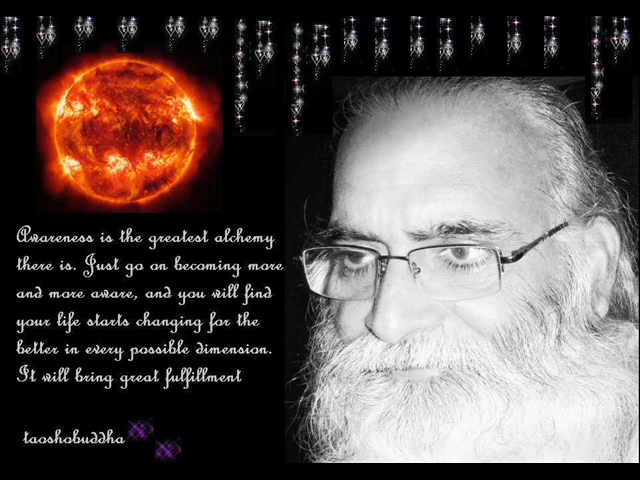 Awareness is the greatest alchemy
there is. Just go on becoming more
and more aware, and you will find
your life starts changing for the
better in every possible dimension.
It will bring great fulfillment
taoshobuddha